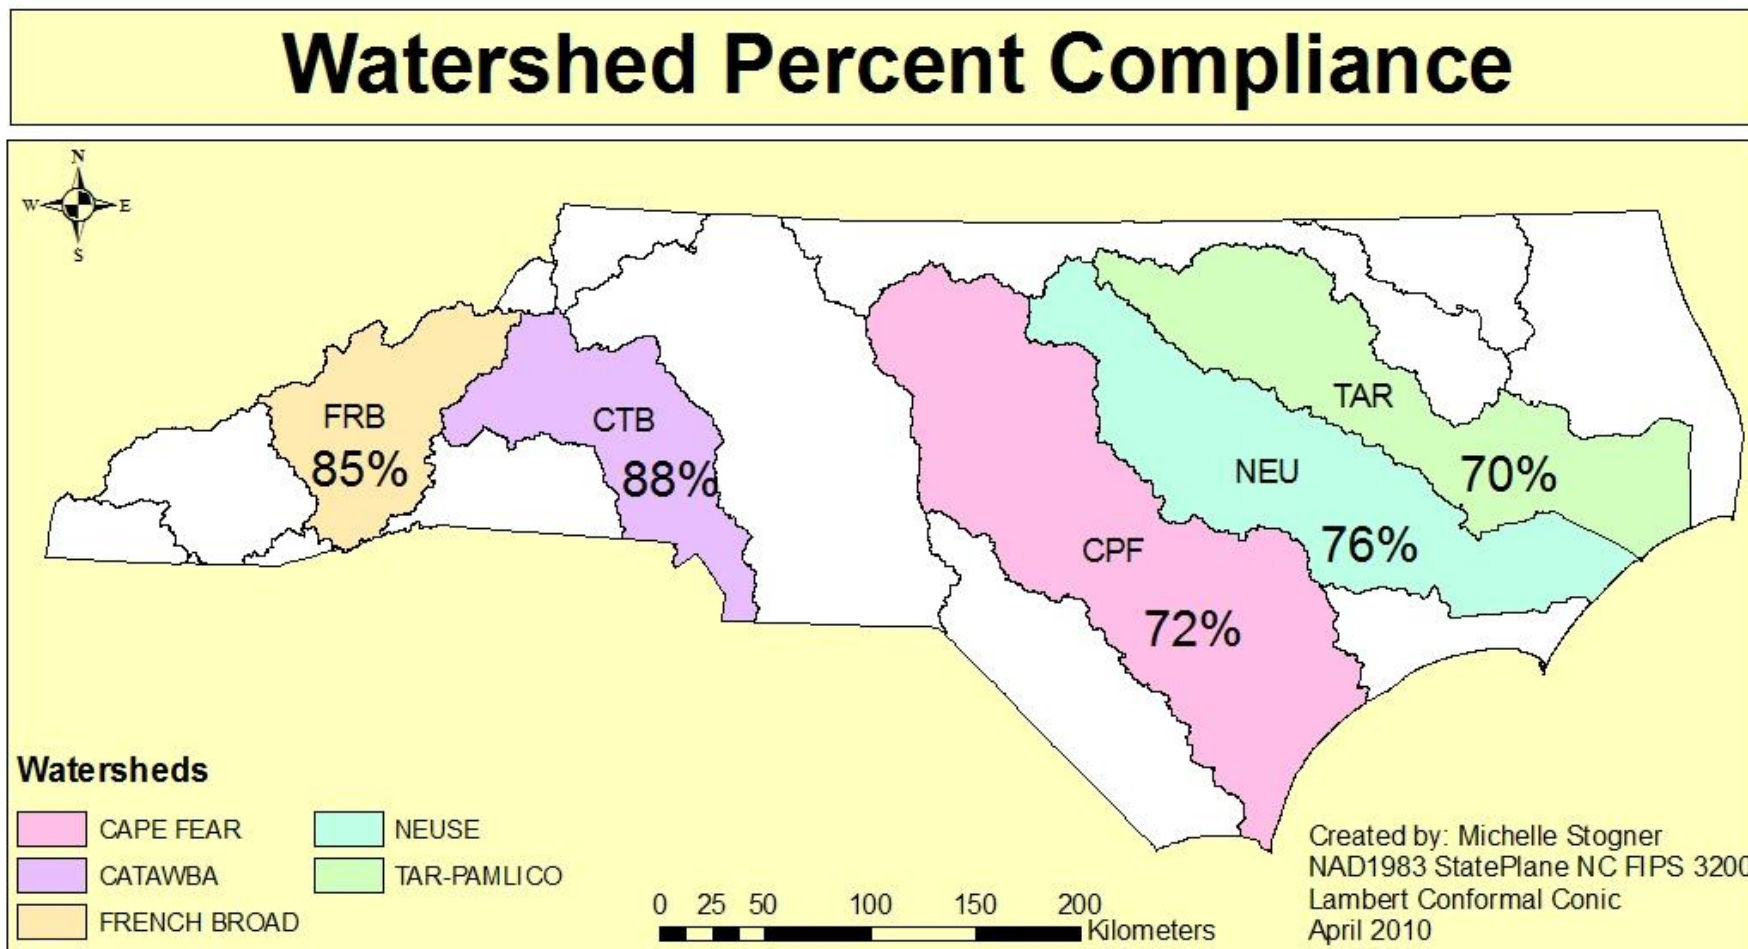 Watershed Percent Compliance
N
W E
S
FRB
85%
CTB
88%
CPF
72%
NEU
76%
TAR
70%
Watersheds
CAPE FEAR
CATAWBA
FRENCH BROAD
NEUSE
TAR-PAMLICO
0 25 50 100 150 200
Kilometers
Created by: Michelle Stogner
NAD1983 StatePlane NC FIPS 3200
Lambert Conformal Conic
April 2010